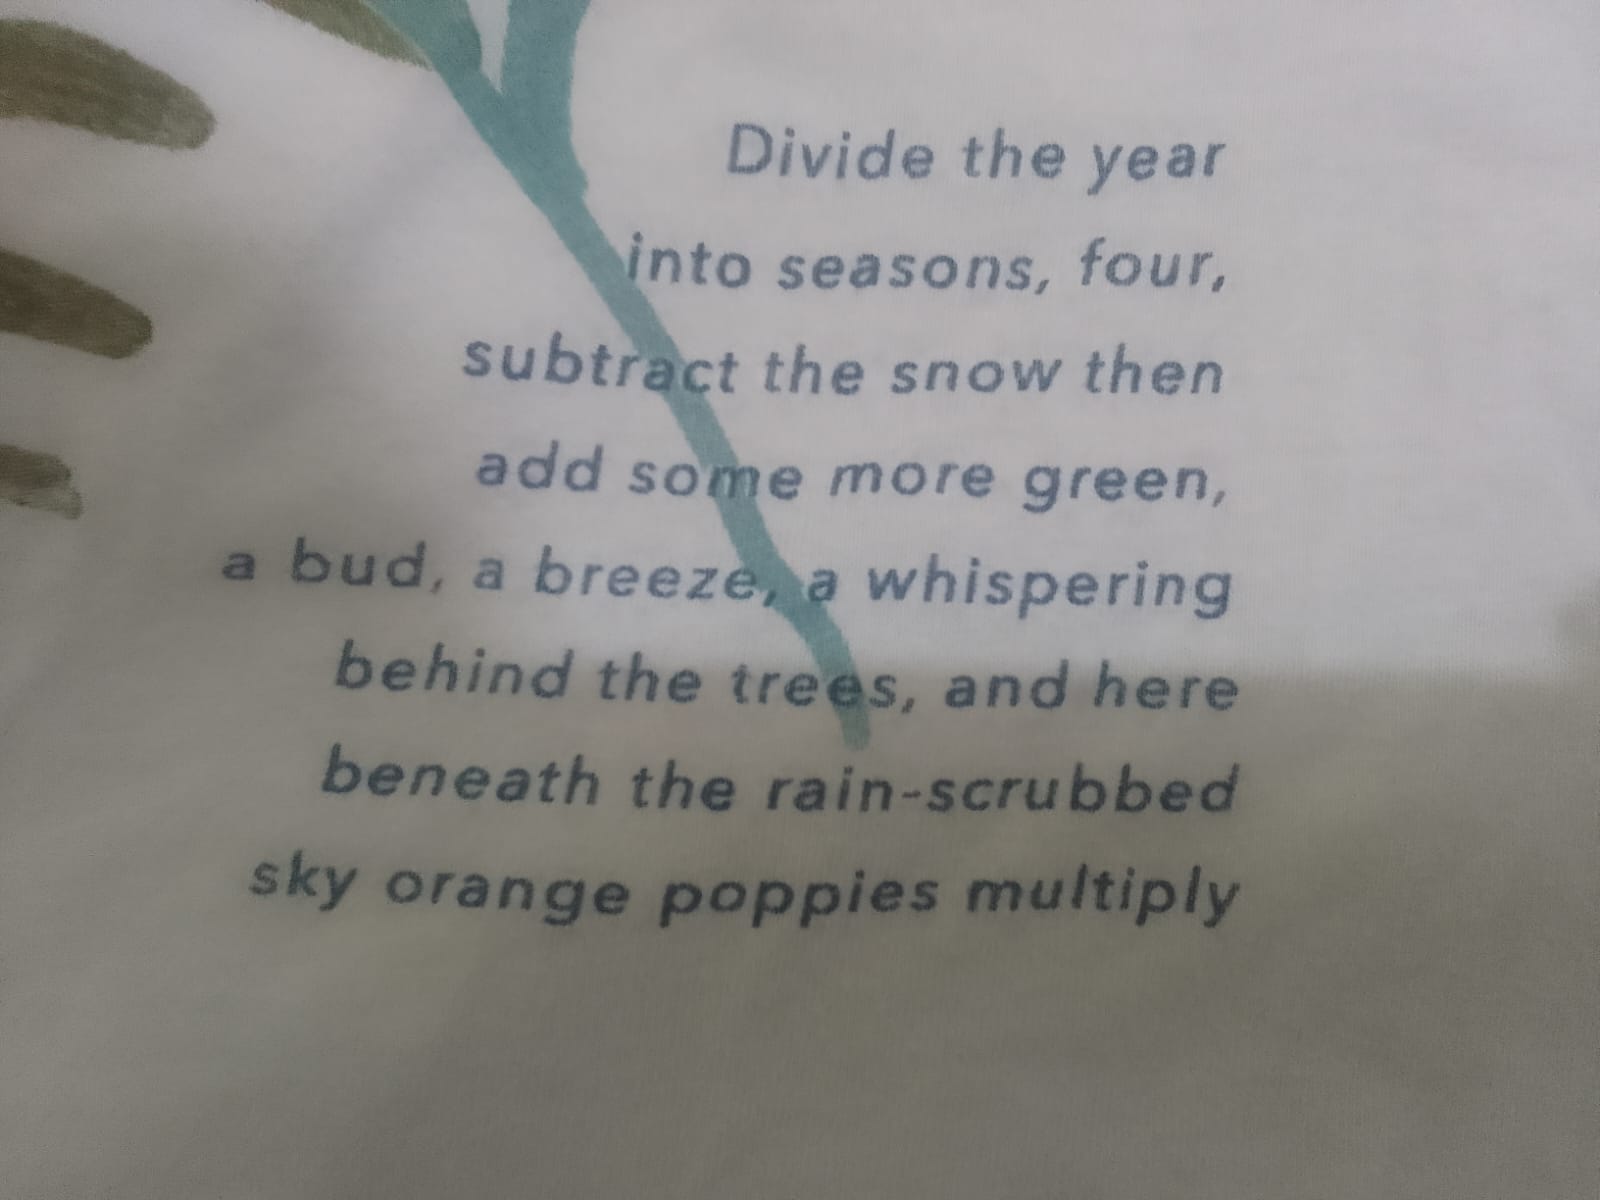 Divide the year
into seasons, four,
subtract the snow then
add some more green,
a bud, a breeze, a whispering
behind the trees, and here
beneath the rain-scrubbed
sky orange poppies multiply